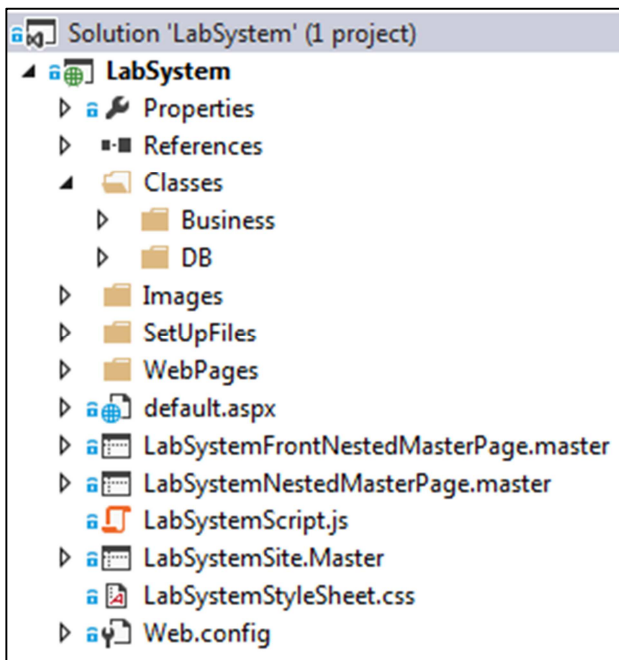 Solution 'LabSystem' (1 project)
LabSystem
Properties
References
Classes
Business
DB
Images
SetUpFiles
WebPages
default.aspx
LabSystemFrontNestedMasterPage.master
LabSystemNestedMasterPage.master
LabSystemScript.js
LabSystemSite.Master
LabSystemStyleSheet.css
Web.config